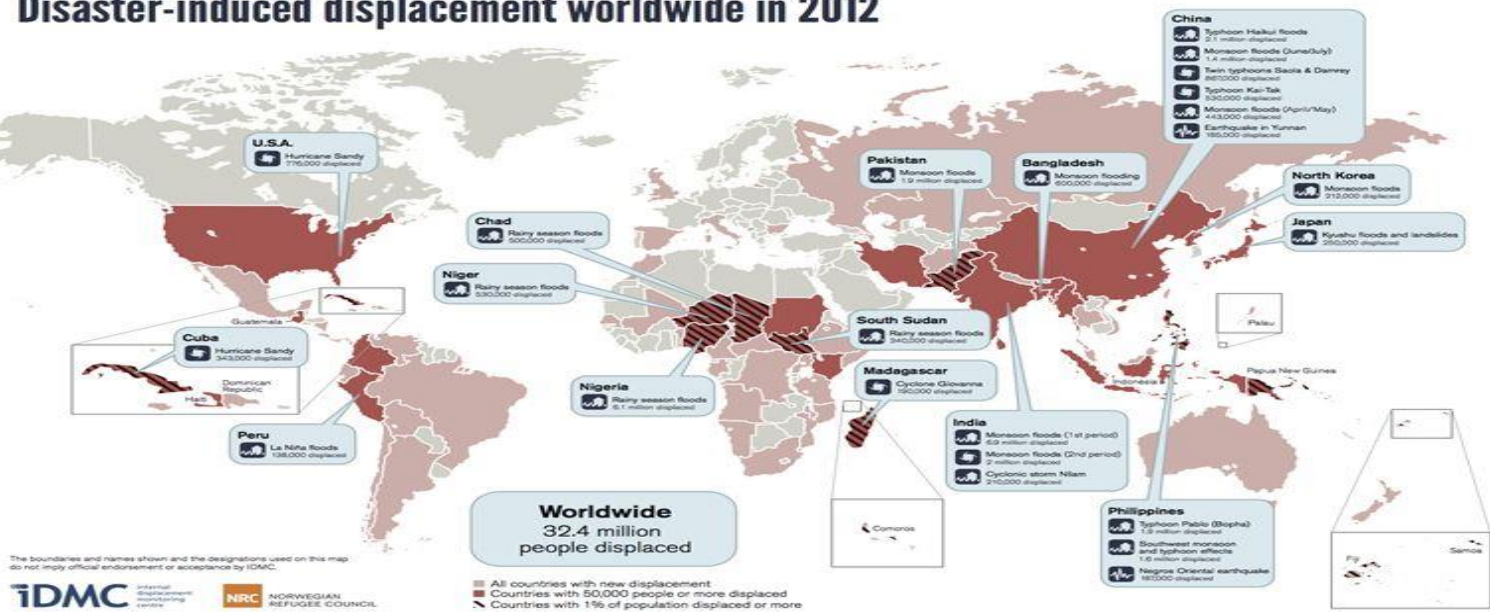 Disaster-induced displacement worldwide in 2012
China
Typhoon Haikui floods
2.1 million displaced
Monsoon floods (June/July)
1.4 million displaced
Twin typhoons Saola & Damrey
867,000 displaced
Typhoon Kai-Tak
530,000 displaced
Monsoon floods (April/May)
443,000 displaced
Earthquake in Yunnan
185,000 displaced
U.S.A.
Hurricane Sandy
776,000 displaced
Pakistan
Monsoon floods
1.9 million displaced
Bangladesh
Monsoon flooding
600,000 displaced
North Korea
Monsoon floods
212,000 displaced
Japan
Kyushu floods and landslides
250,000 displaced
Chad
Rainy season floods
500,000 displaced
Niger
Rainy season floods
530,000 displaced
Guatemala
Cuba
Hurricane Sandy
343,000 displaced
Dominican
Republic
Haiti
South Sudan
Rainy season floods
340,000 displaced
Palau
Papua New Guinea
Indonesia
Nigeria
Rainy season floods
6.1 million displaced
Madagascar
Cyclone Giovanna
190,000 displaced
Peru
La Niña floods
138,000 displaced
India
Monsoon floods (1st period)
6.9 million displaced
Monsoon floods (2nd period)
2 million displaced
Cyclonic storm Nilam
210,000 displaced
Worldwide
32.4 million
people displaced
Comoros
Philippines
Typhoon Pablo (Bopha)
1.9 million displaced
Southwest monsoon
and typhoon effects
1.6 million displaced
Negros Oriental earthquake
187,000 displaced
Samoa
Fiji
The boundaries and names shown and the designations used on this map
do not imply official endorsement or acceptance by IDMC.
iDMC
internal
displacement
monitoring
centre
NRC
NORWEGIAN
REFUGEE COUNCIL
All countries with new displacement
Countries with 50,000 people or more displaced
Countries with 1% of population displaced or more